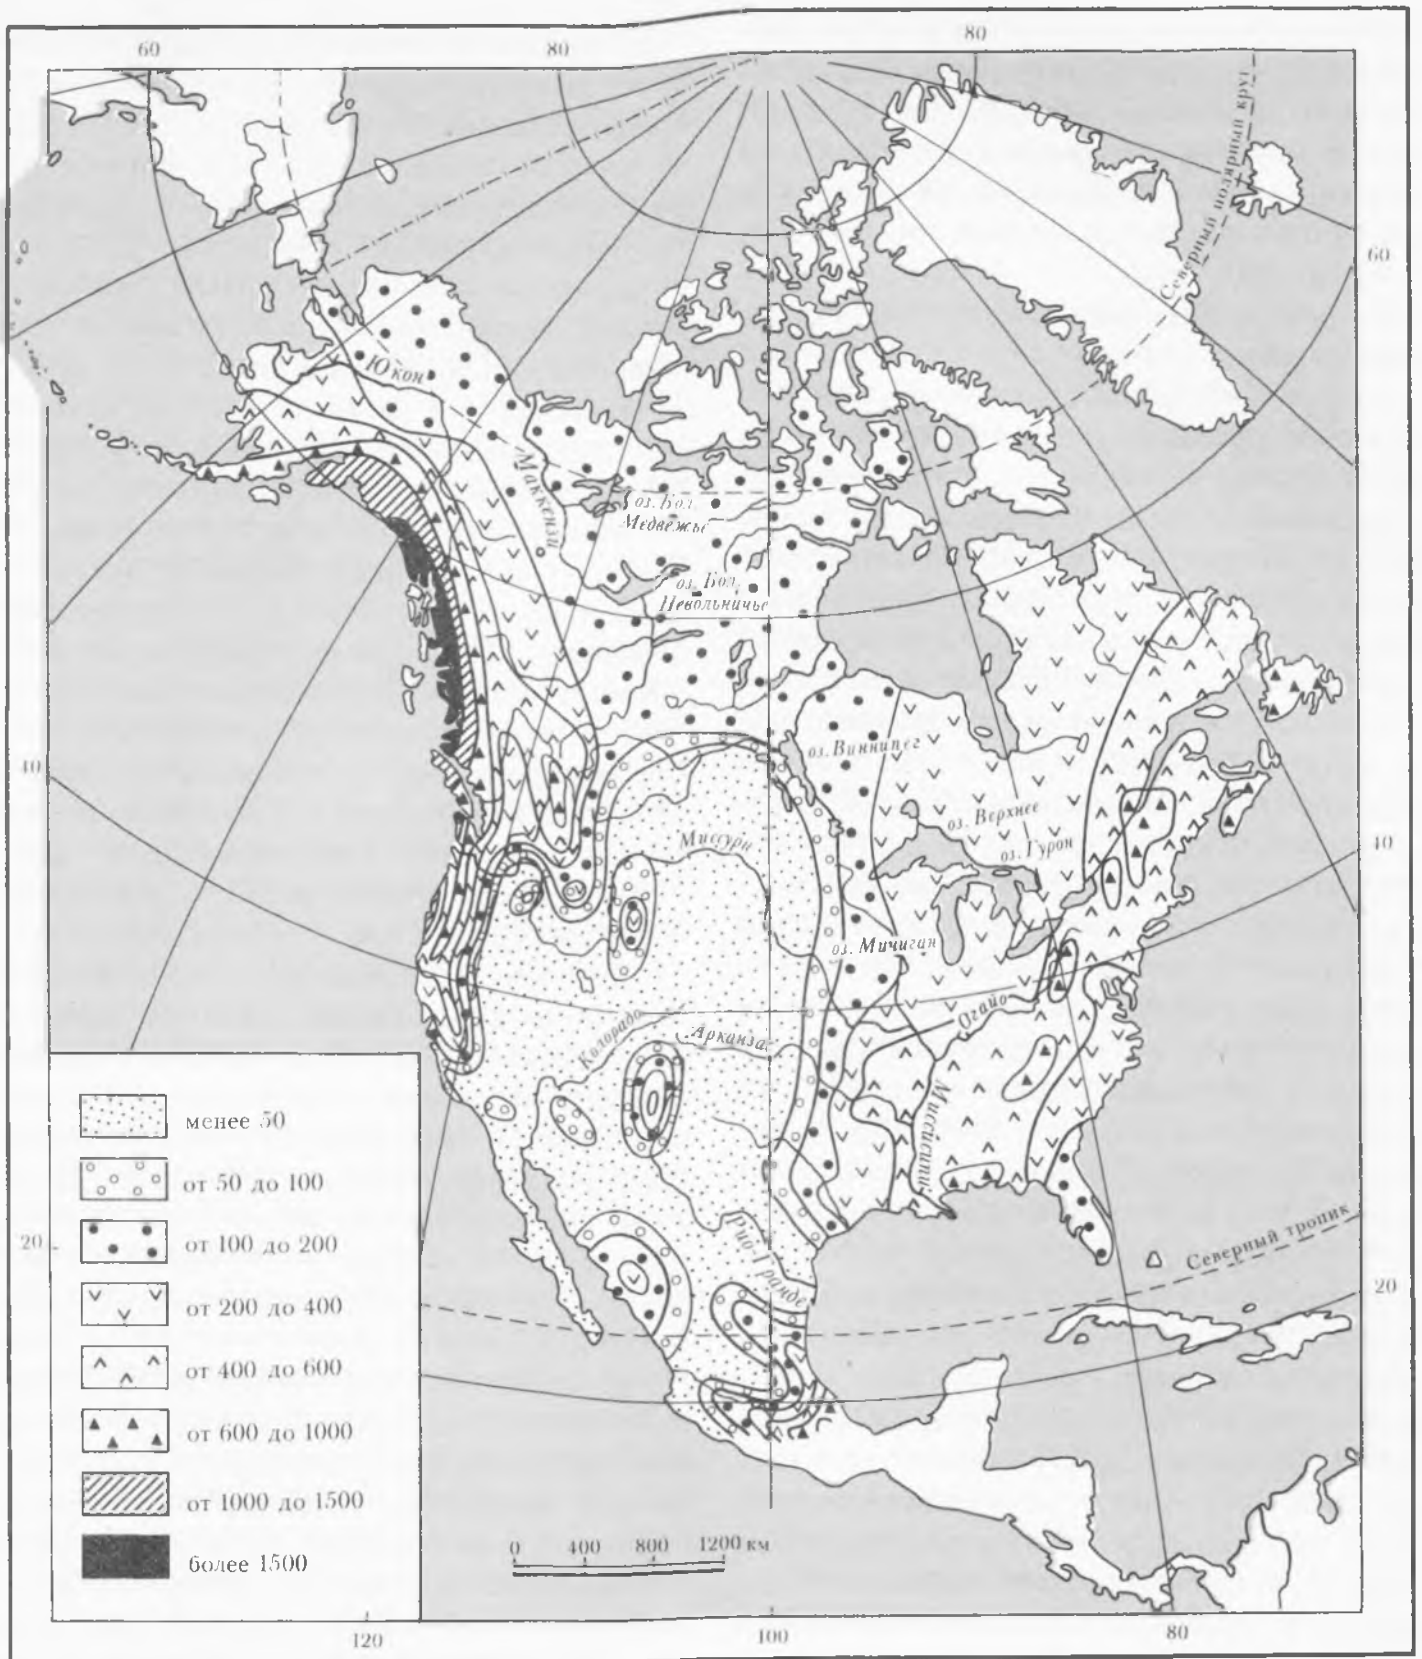 60
80
80
Северный полярный круг
60
Юкон
Маккензи
оз. Бол.
Медвежье
оз. Бол.
Невольничье
оз. Виннипег
40
Миссури
оз. Верхнее
оз. Гурон
40
оз. Мичиган
Огайо
Колорадо
Арканзас
Миссисипи
менее 50
от 50 до 100
Рио-Гранде
Северный тропик
20
от 100 до 200
20
от 200 до 400
от 400 до 600
от 600 до 1000
от 1000 до 1500
более 1500
0 400 800 1200 км
120
100
80